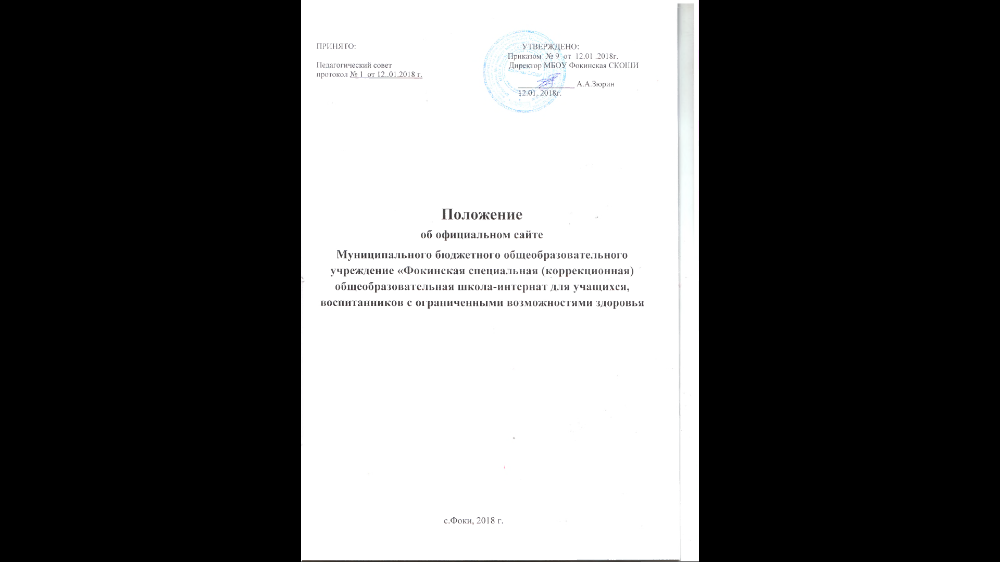 ПРИНЯТО:
Педагогический совет
протокол № 1 от 12..01.2018 г.
УТВЕРЖДЕНО:
Приказом № 9 от 12.01 .2018г.
Директор МБОУ Фокинская СКОШИ
А.А.Зюрин
12.01. 2018г.
Положение
об официальном сайте
Муниципального бюджетного общеобразовательного
учреждение «Фокинская специальная (коррекционная)
общеобразовательная школа-интернат для учащихся,
воспитанников с ограниченными возможностями здоровья
с.Фоки, 2018 г.